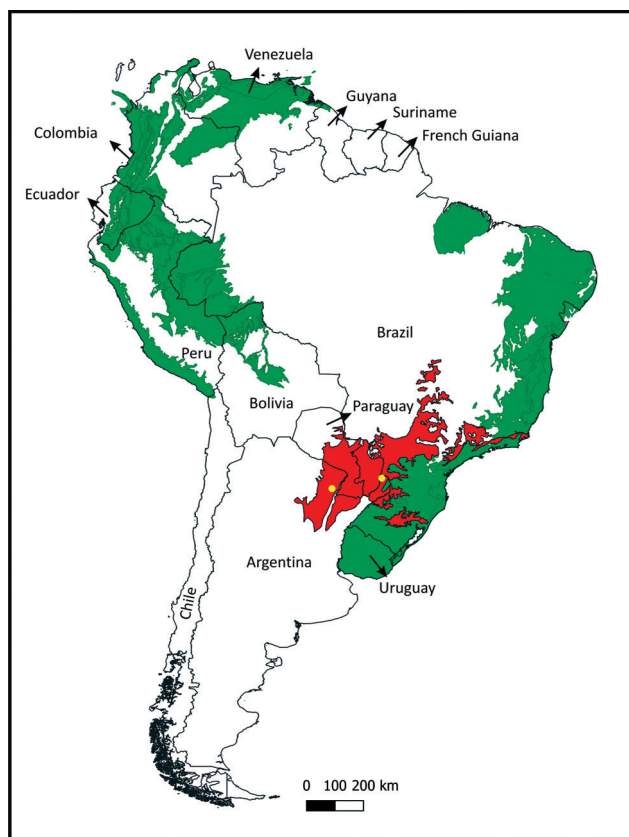 Venezuela
Guyana
Suriname
French Guiana
Colombia
Ecuador
Brazil
Peru
Bolivia
Paraguay
Argentina
Uruguay
Chile
0 100 200 km